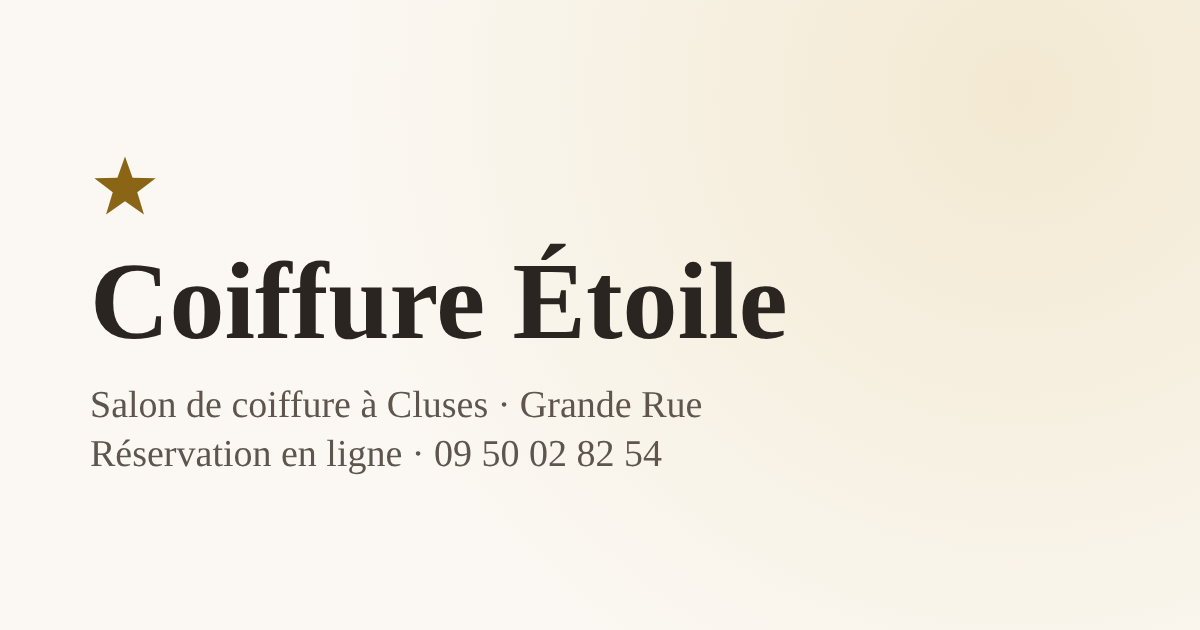 Coiffure Étoile
Salon de coiffure à Cluses · Grande Rue
Réservation en ligne · 09 50 02 82 54